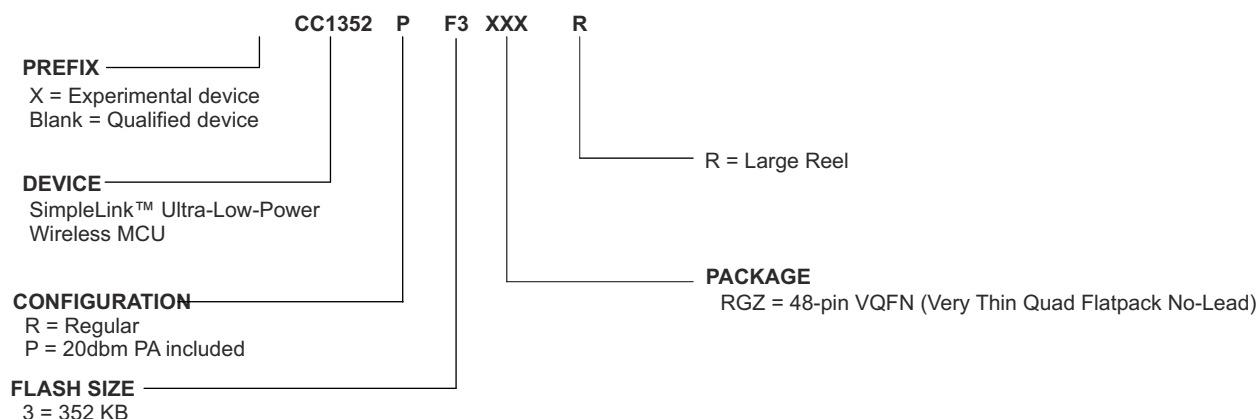 CC1352 P F3 XXX R
PREFIX
X = Experimental device
Blank = Qualified device
R = Large Reel
DEVICE
SimpleLink™ Ultra-Low-Power
Wireless MCU
PACKAGE
RGZ = 48-pin VQFN (Very Thin Quad Flatpack No-Lead)
CONFIGURATION
R = Regular
P = 20dbm PA included
FLASH SIZE
3 = 352 KB